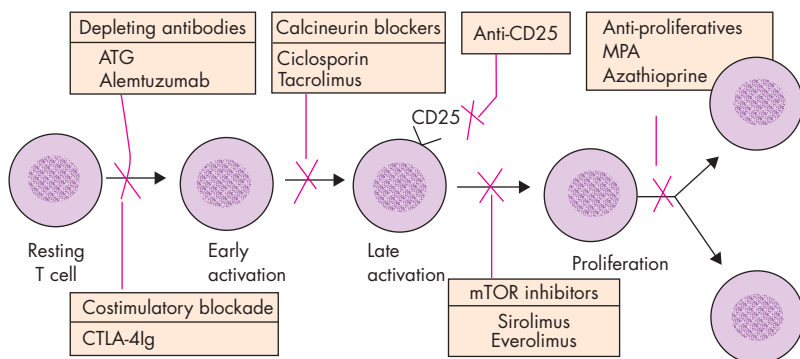 Depleting antibodies
ATG
Alemtuzumab
Calcineurin blockers
Ciclosporin
Tacrolimus
Anti-CD25
Anti-proliferatives
MPA
Azathioprine
CD25
Resting
T cell
Early
activation
Late
activation
Proliferation
Costimulatory blockade
CTLA-4Ig
mTOR inhibitors
Sirolimus
Everolimus